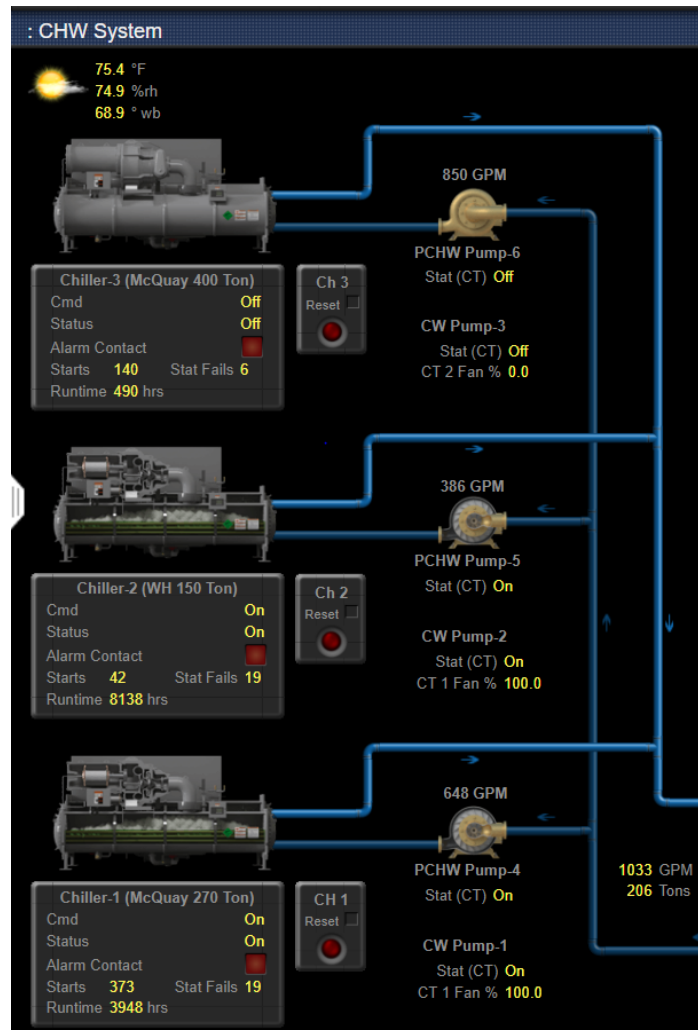 : CHW System
75.4 °F
74.9 %rh
68.9 ° wb
850 GPM
PCHW Pump-6
Stat (CT) Off
Chiller-3 (McQuay 400 Ton)
Cmd Off
Status Off
Alarm Contact
Starts 140 Stat Fails 6
Runtime 490 hrs
Ch 3
Reset
CW Pump-3
Stat (CT) Off
CT 2 Fan % 0.0
386 GPM
PCHW Pump-5
Stat (CT) On
Chiller-2 (WH 150 Ton)
Cmd On
Status On
Alarm Contact
Starts 42 Stat Fails 19
Runtime 8138 hrs
Ch 2
Reset
CW Pump-2
Stat (CT) On
CT 1 Fan % 100.0
648 GPM
PCHW Pump-4
Stat (CT) On
1033 GPM
206 Tons
Chiller-1 (McQuay 270 Ton)
Cmd On
Status On
Alarm Contact
Starts 373 Stat Fails 19
Runtime 3948 hrs
CH 1
Reset
CW Pump-1
Stat (CT) On
CT 1 Fan % 100.0